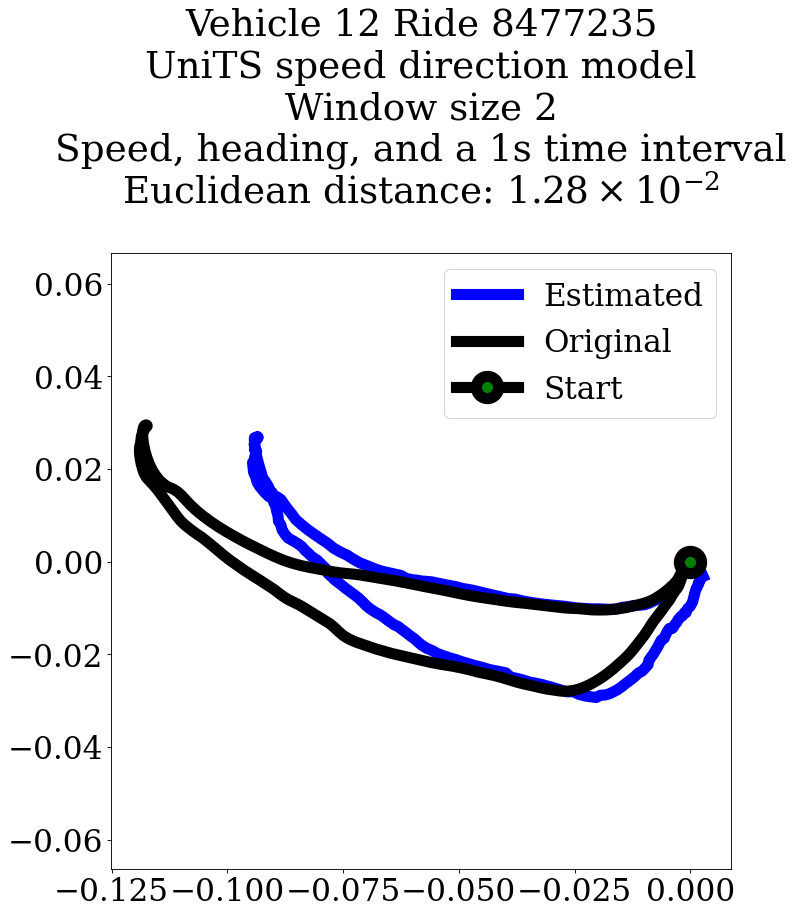 Vehicle 12 Ride 8477235
UniTS speed direction model
Window size 2
Speed, heading, and a 1s time interval
Euclidean distance: 1.28 × 10⁻²
Estimated
Original
Start
0.06
0.04
0.02
0.00
−0.02
−0.04
−0.06
−0.125 −0.100 −0.075 −0.050 −0.025 0.000